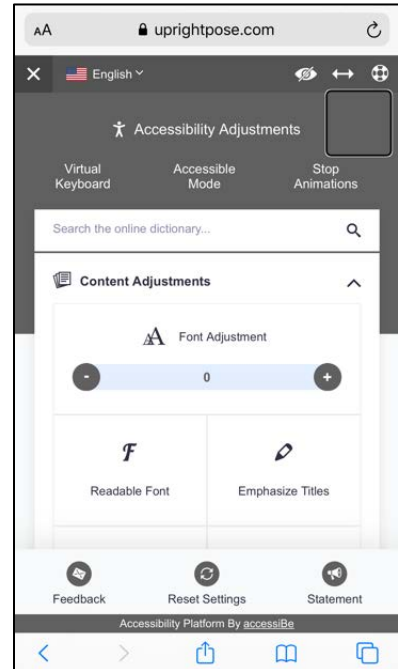 AA uprightpose.com
English
Accessibility Adjustments
Virtual Keyboard
Accessible Mode
Stop Animations
Search the online dictionary...
Content Adjustments
AA Font Adjustment
- 0 +
F
Readable Font
Emphasize Titles
Feedback
Reset Settings
Statement
Accessibility Platform By accessiBe